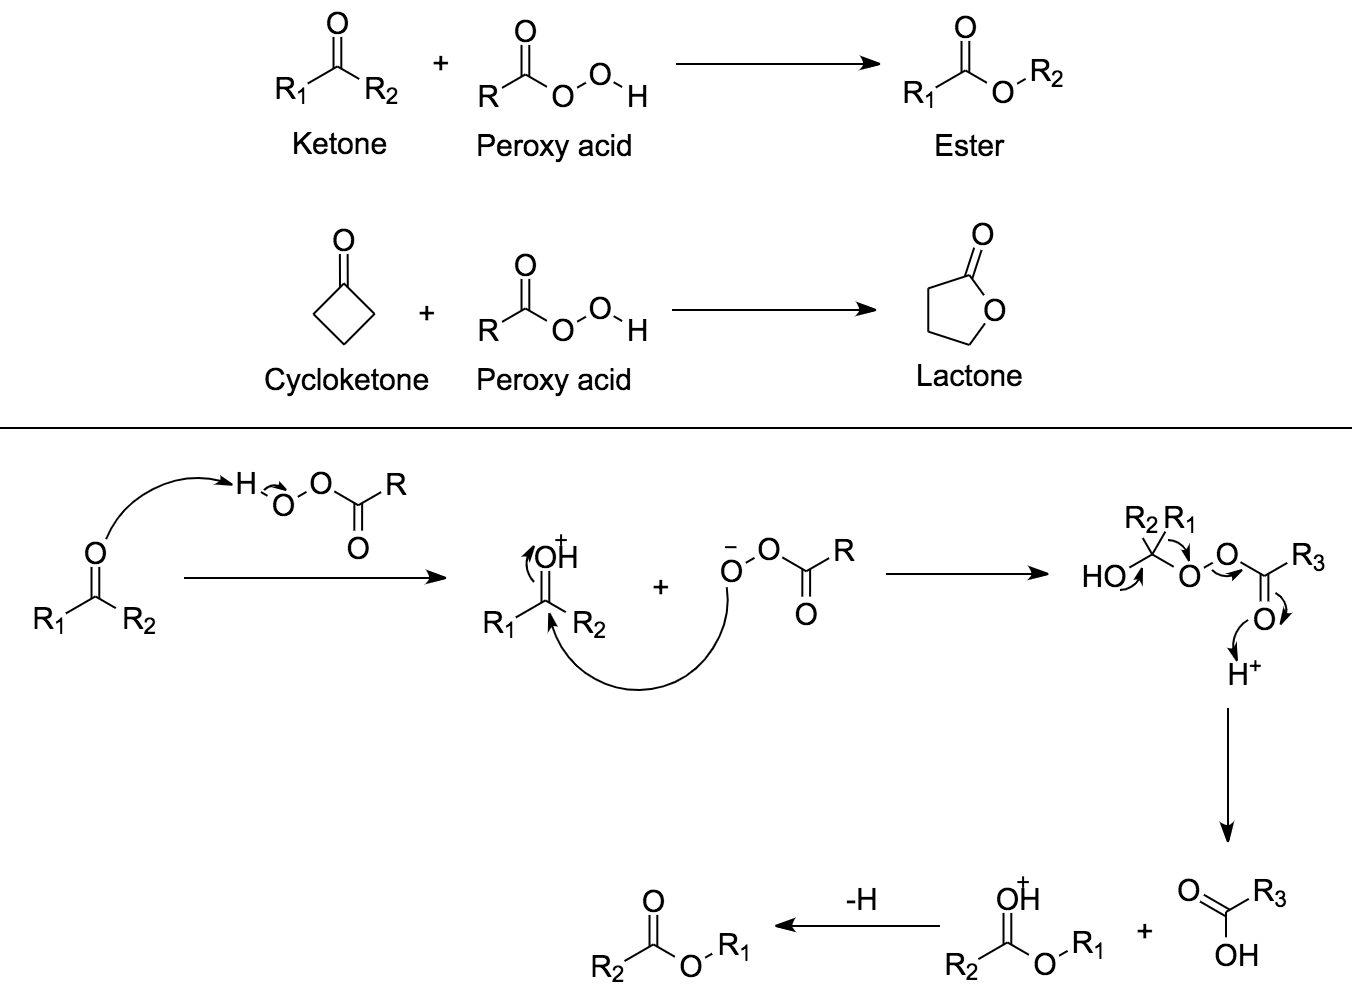 O O O
R1 R2 + R O O H R1 O R2
Ketone Peroxy acid Ester
O O O
+ R O O H O
Cycloketone Peroxy acid Lactone
H O O R
O
O
R1 R2
OH+ + O− O R
O
R1 R2
R2 R1
HO O O R3
O
H+
O R3
OH
OH+
R2 O R1 +
-H
O
R2 O R1